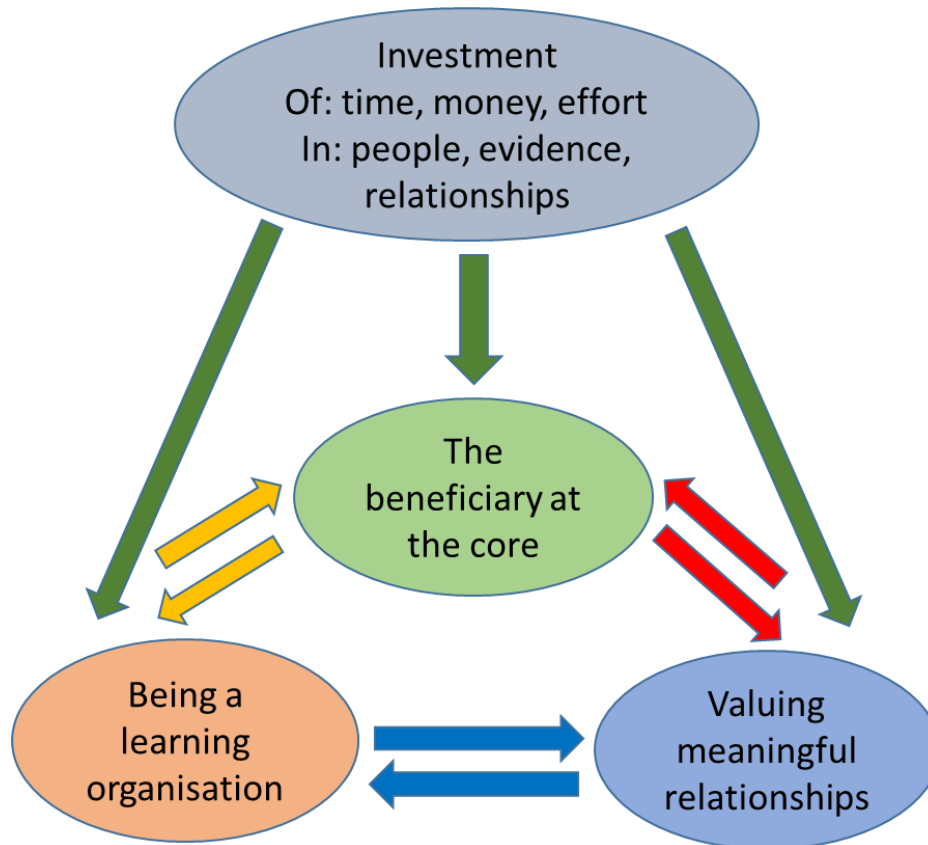 Investment
Of: time, money, effort
In: people, evidence,
relationships
The
beneficiary at
the core
Being a
learning
organisation
Valuing
meaningful
relationships